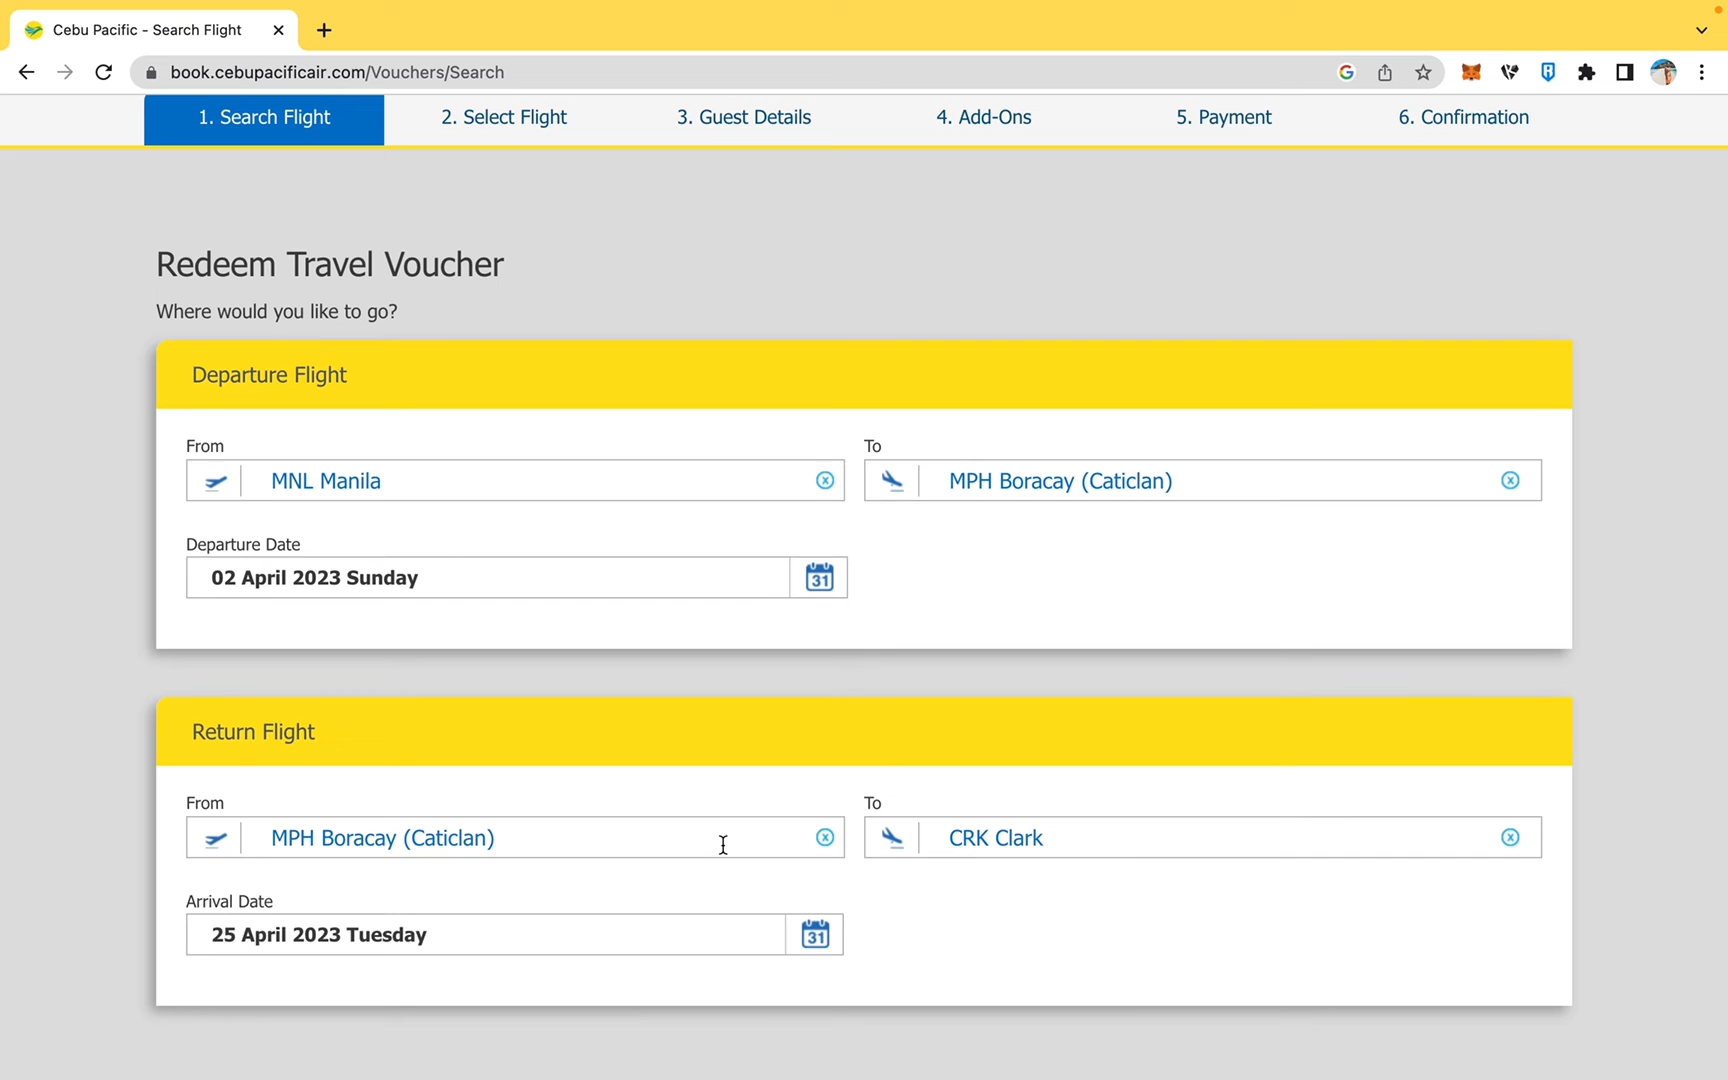 Cebu Pacific - Search Flight
book.cebupacificair.com/Vouchers/Search
1. Search Flight
2. Select Flight
3. Guest Details
4. Add-Ons
5. Payment
6. Confirmation
Redeem Travel Voucher
Where would you like to go?
Departure Flight
From
To
MNL Manila
MPH Boracay (Caticlan)
Departure Date
02 April 2023 Sunday
31
Return Flight
From
To
MPH Boracay (Caticlan)
CRK Clark
Arrival Date
25 April 2023 Tuesday
31